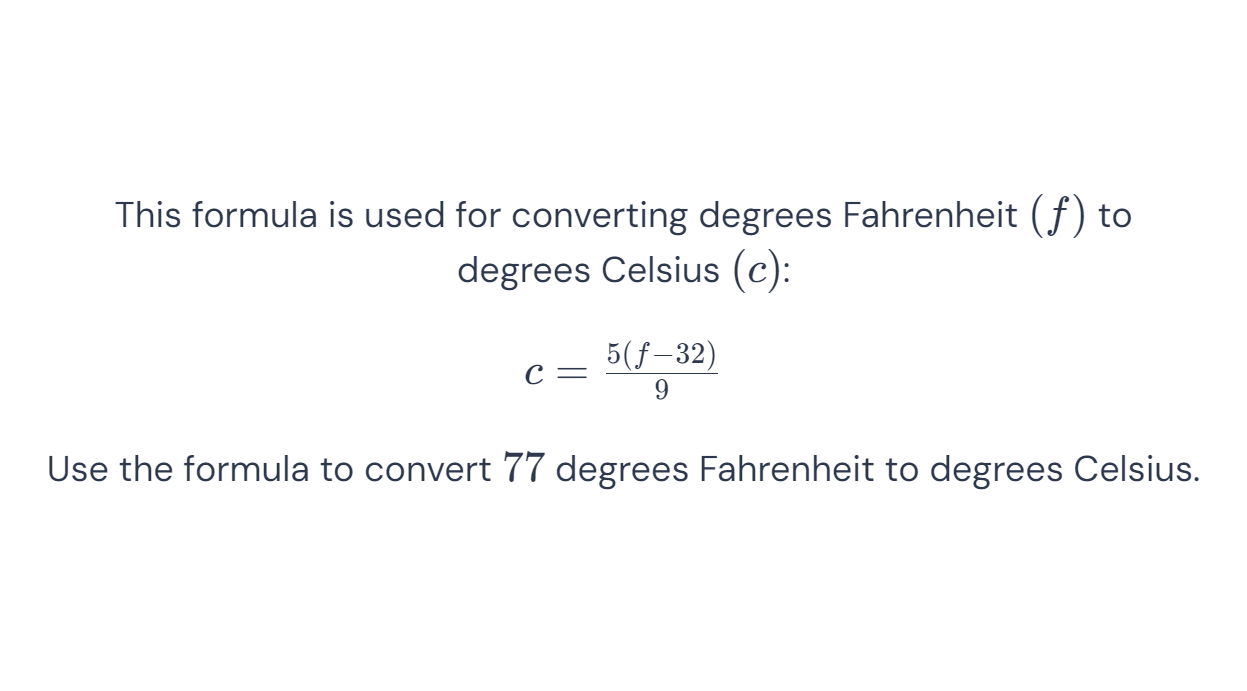 This formula is used for converting degrees Fahrenheit (f) to
degrees Celsius (c):
c = 5(f−32)/9
Use the formula to convert 77 degrees Fahrenheit to degrees Celsius.